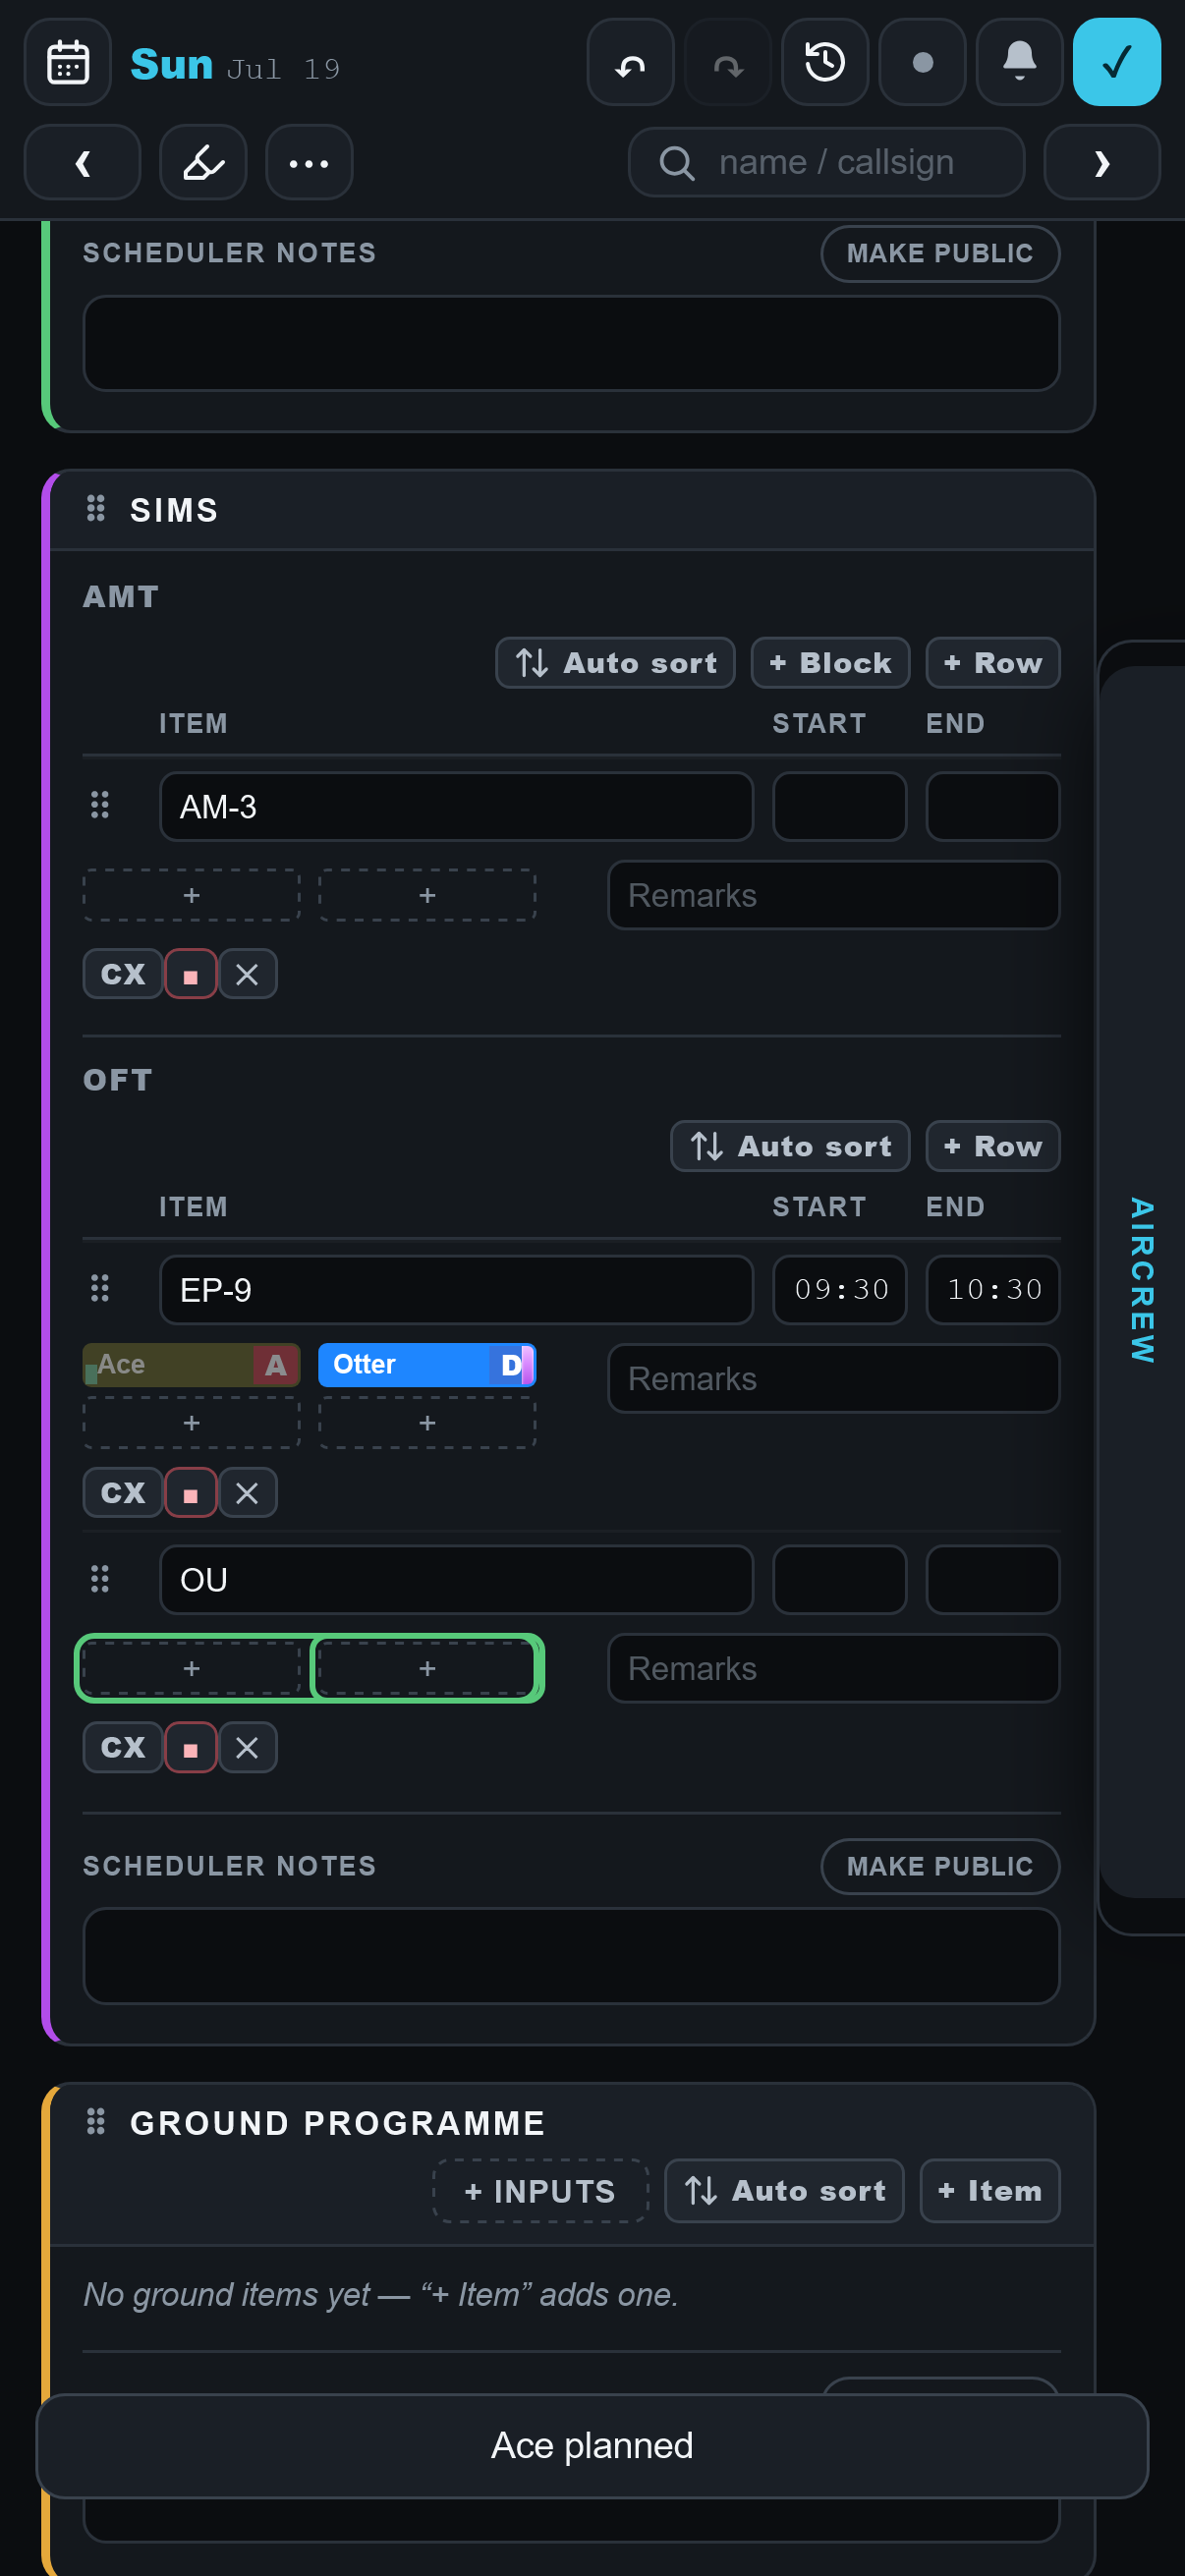 Sun Jul 19
name / callsign
SCHEDULER NOTES
MAKE PUBLIC
SIMS
AMT
Auto sort
+ Block
+ Row
ITEM START END
AM-3
+ +
Remarks
CX
OFT
Auto sort
+ Row
ITEM START END
EP-9 09:30 10:30
Ace A Otter D
Remarks
+ +
CX
OU
+ +
Remarks
CX
SCHEDULER NOTES
MAKE PUBLIC
AIRCREW
GROUND PROGRAMME
+ INPUTS
Auto sort
+ Item
No ground items yet — “+ Item” adds one.
Ace planned